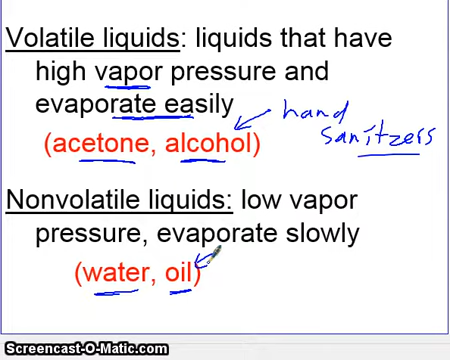 Volatile liquids: liquids that have
high vapor pressure and
evaporate easily
hand
sanitzers
(acetone, alcohol)
Nonvolatile liquids: low vapor
pressure, evaporate slowly
(water, oil)
Screencast-O-Matic.com